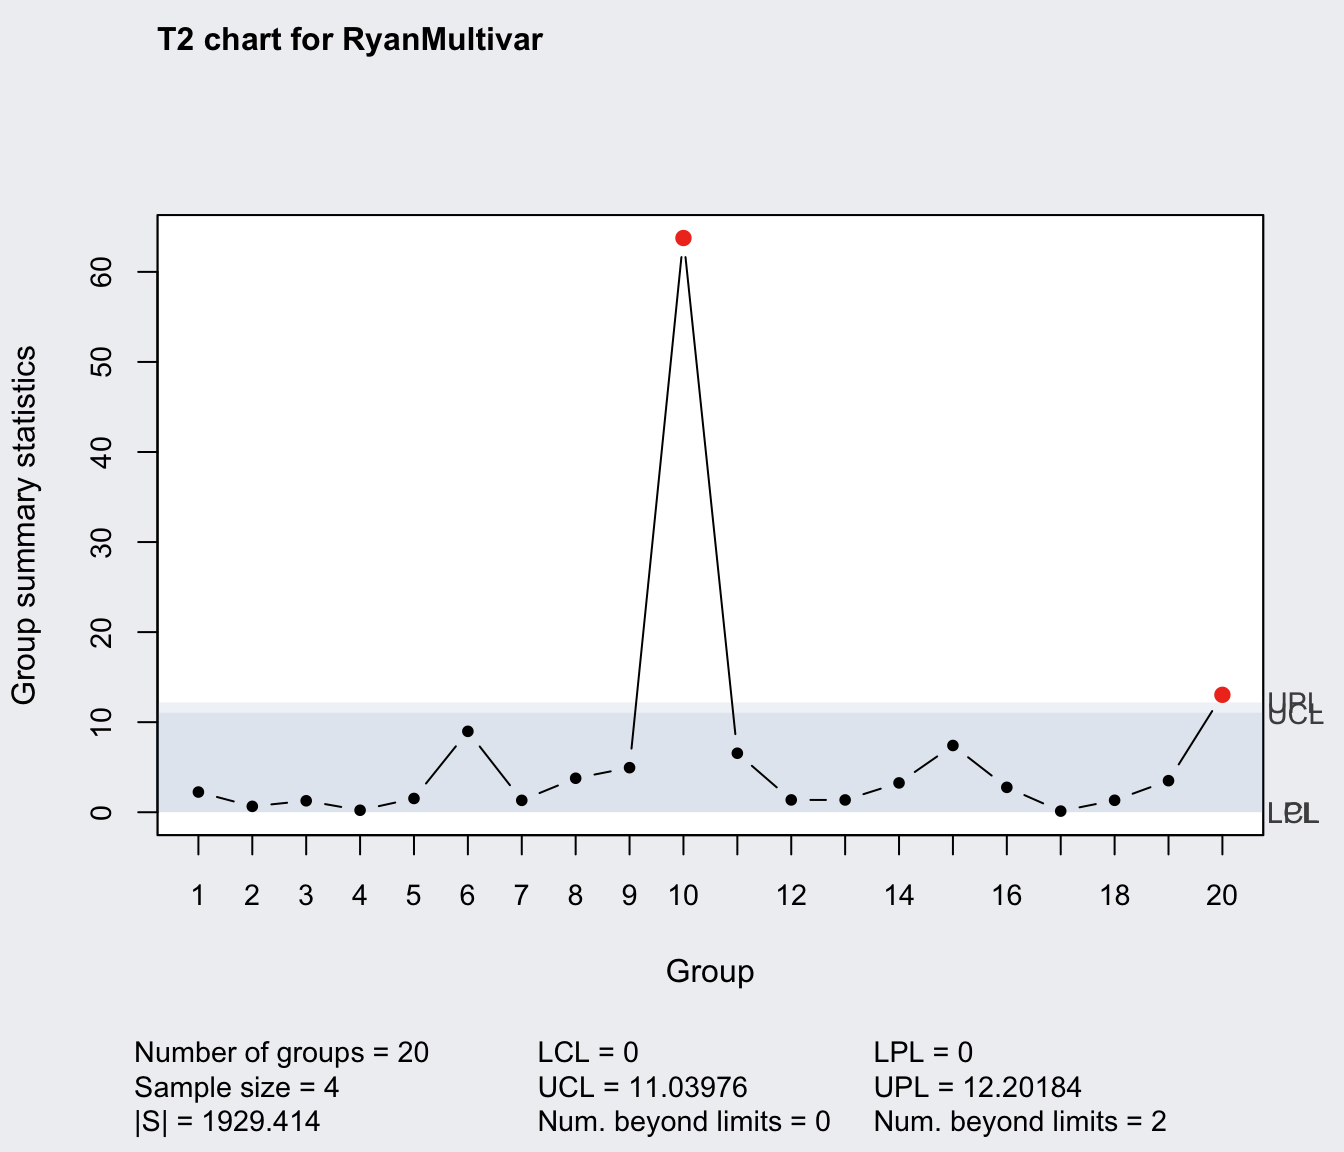 T2 chart for RyanMultivar
Group summary statistics
60
50
40
30
20
10
0
UPL
UCL
LPL
1 2 3 4 5 6 7 8 9 10 12 14 16 18 20
Group
Number of groups = 20
Sample size = 4
|S| = 1929.414
LCL = 0
UCL = 11.03976
Num. beyond limits = 0
LPL = 0
UPL = 12.20184
Num. beyond limits = 2